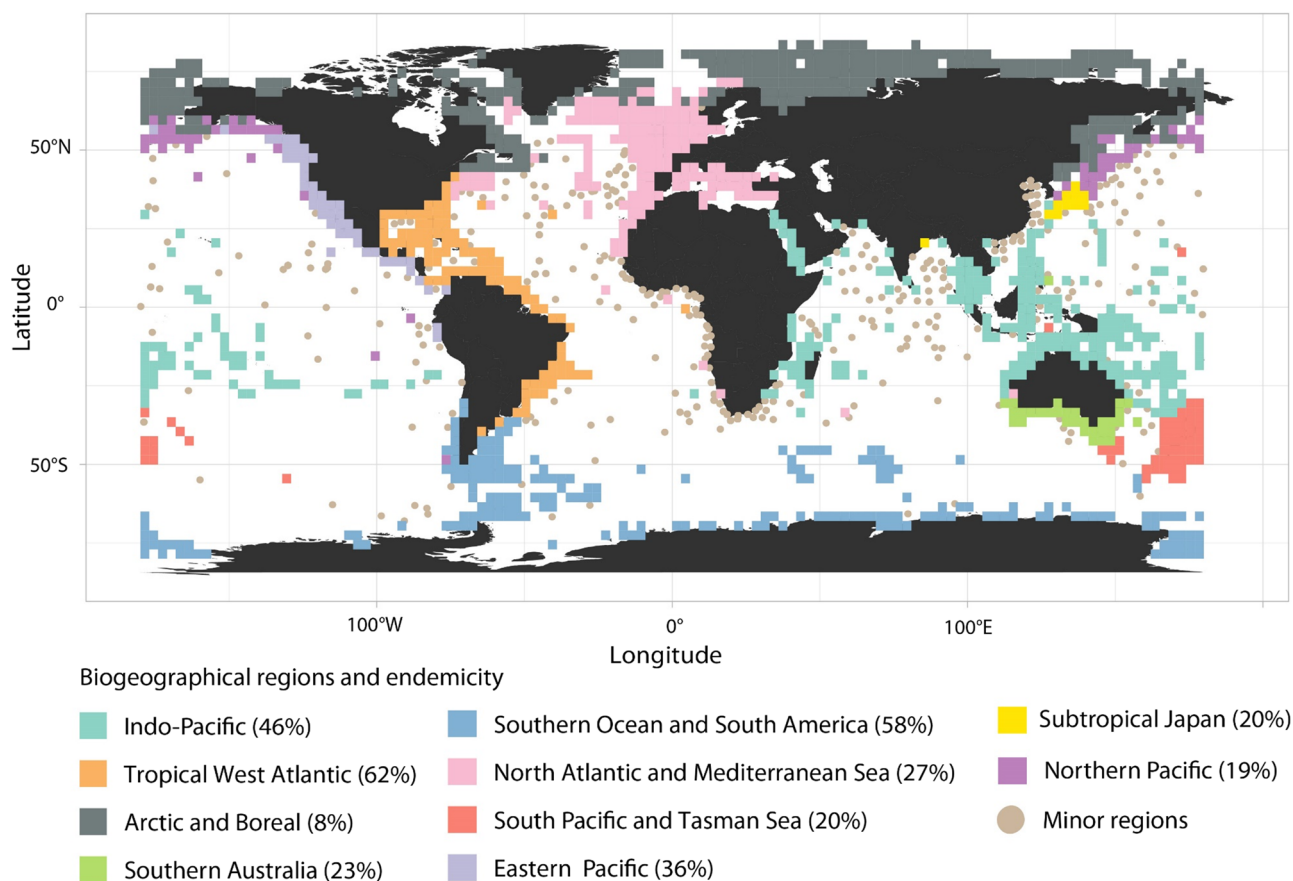 50°N
0°
50°S
Latitude
100°W
0°
100°E
Longitude
Biogeographical regions and endemicity
Indo-Pacific (46%)
Tropical West Atlantic (62%)
Arctic and Boreal (8%)
Southern Australia (23%)
Southern Ocean and South America (58%)
North Atlantic and Mediterranean Sea (27%)
South Pacific and Tasman Sea (20%)
Eastern Pacific (36%)
Subtropical Japan (20%)
Northern Pacific (19%)
Minor regions